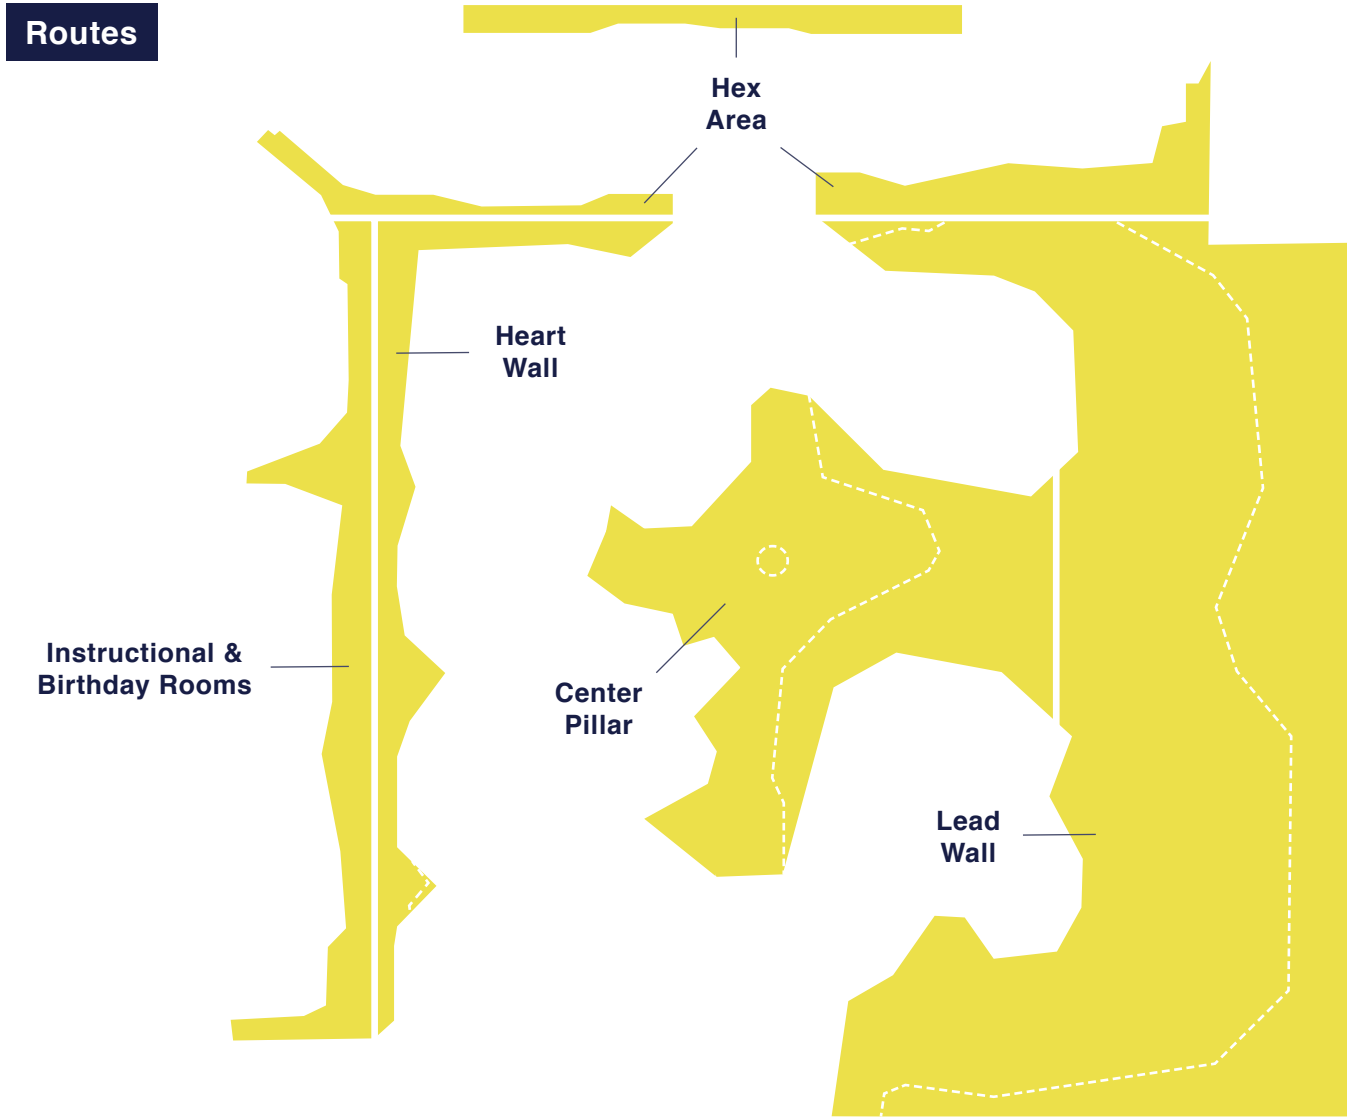 Routes
Hex
Area
Heart
Wall
Instructional &
Birthday Rooms
Center
Pillar
Lead
Wall